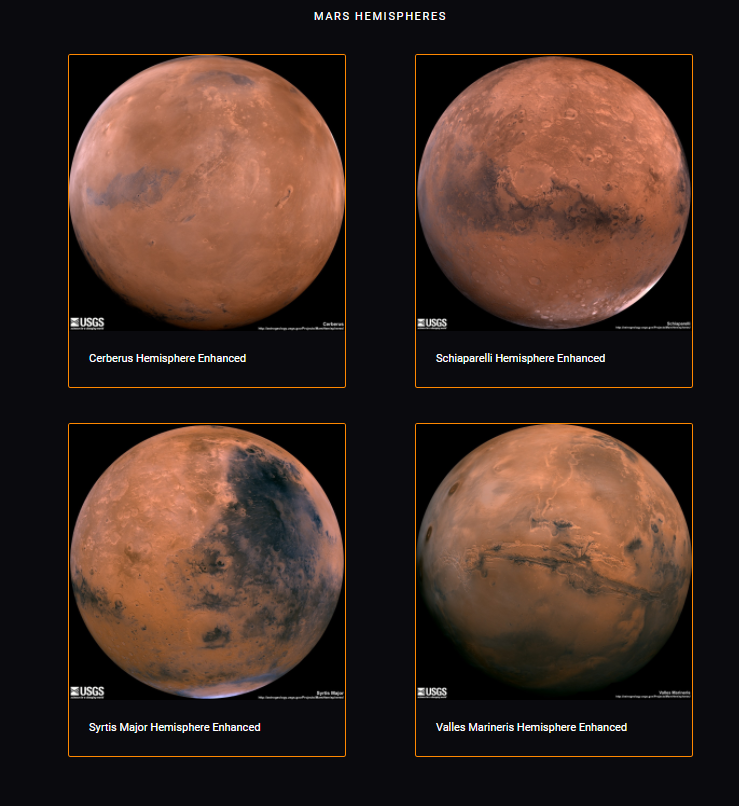 MARS HEMISPHERES
USGS
Cerberus
USGS
Schiaparelli
Cerberus Hemisphere Enhanced
Schiaparelli Hemisphere Enhanced
USGS
Syrtis Major
USGS
Valles Marineris
Syrtis Major Hemisphere Enhanced
Valles Marineris Hemisphere Enhanced